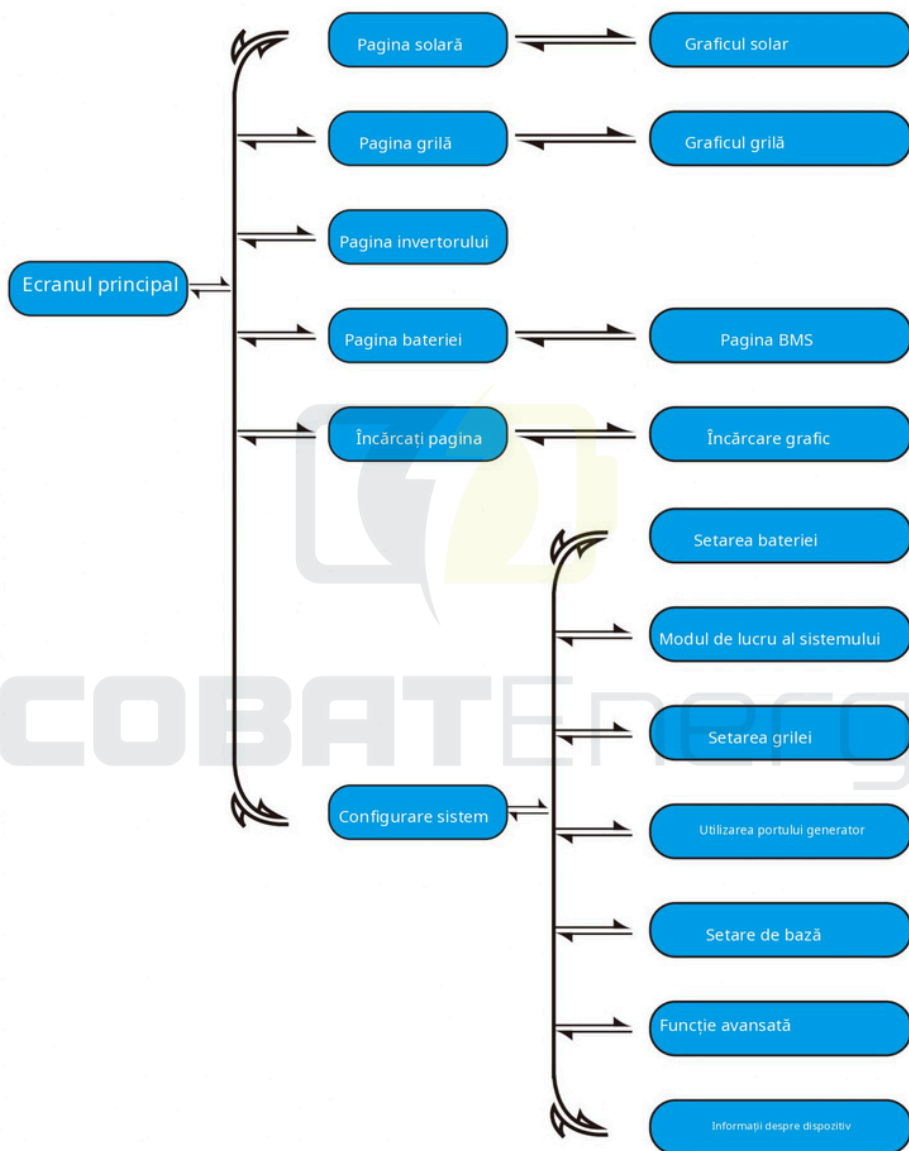 Pagina solară
Graficul solar
Pagina grilă
Graficul grilă
Pagina invertorului
Ecranul principal
Pagina bateriei
Pagina BMS
Încărcați pagina
Încărcare grafic
Setarea bateriei
Modul de lucru al sistemului
COBATEnerg
Setarea grilei
Configurare sistem
Utilizarea portului generator
Setare de bază
Funcție avansată
Informații despre dispozitiv